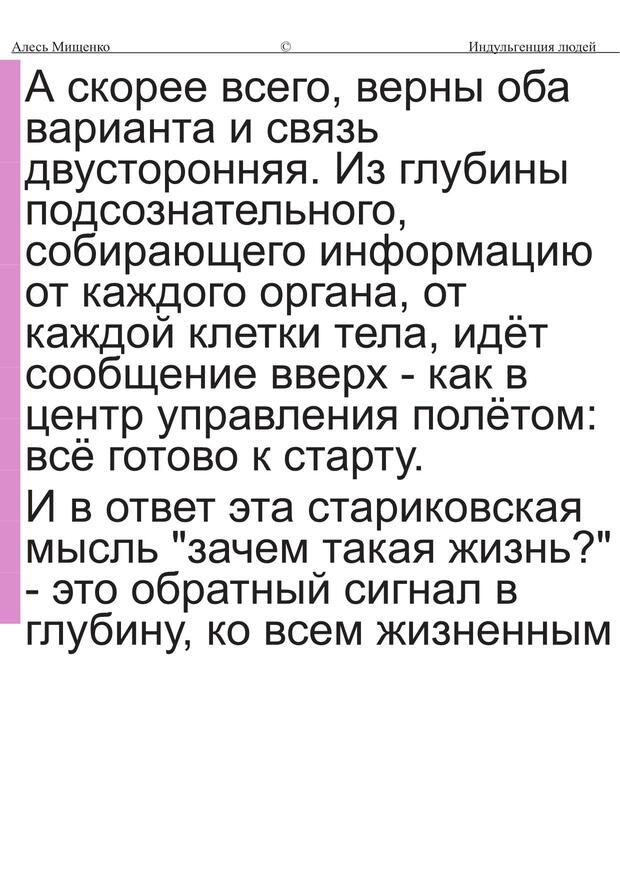 Алесь Мищенко © Индульгенция людей
А скорее всего, верны оба
варианта и связь
двусторонняя. Из глубины
подсознательного,
собирающего информацию
от каждого органа, от
каждой клетки тела, идёт
сообщение вверх - как в
центр управления полётом:
всё готово к старту.
И в ответ эта стариковская
мысль "зачем такая жизнь?"
- это обратный сигнал в
глубину, ко всем жизненным